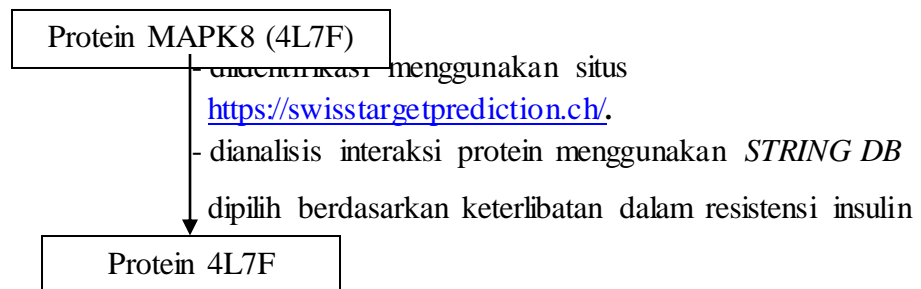 Protein MAPK8 (4L7F)
- diidentifikasi menggunakan situs
https://swisstargetprediction.ch/.
- dianalisis interaksi protein menggunakan STRING DB
dipilih berdasarkan keterlibatan dalam resistensi insulin
Protein 4L7F